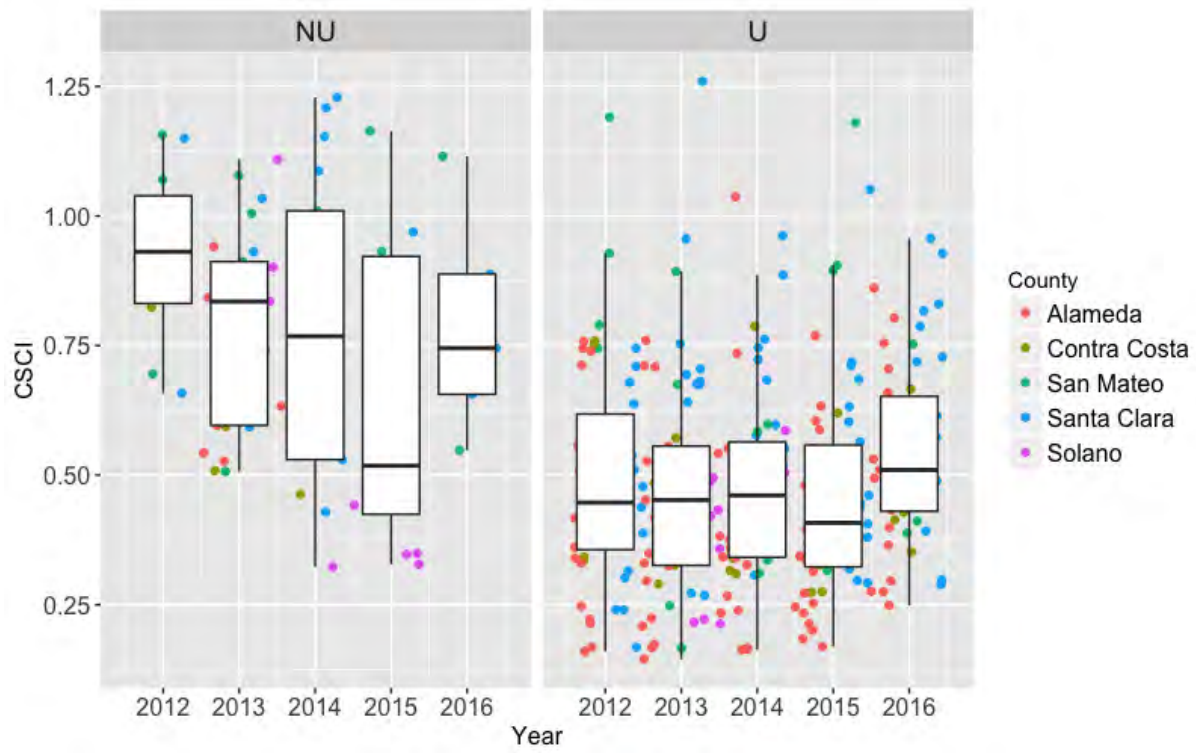 NU U
1.25
1.00
0.75
0.50
0.25
CSCI
2012 2013 2014 2015 2016 2012 2013 2014 2015 2016
Year
County
Alameda
Contra Costa
San Mateo
Santa Clara
Solano